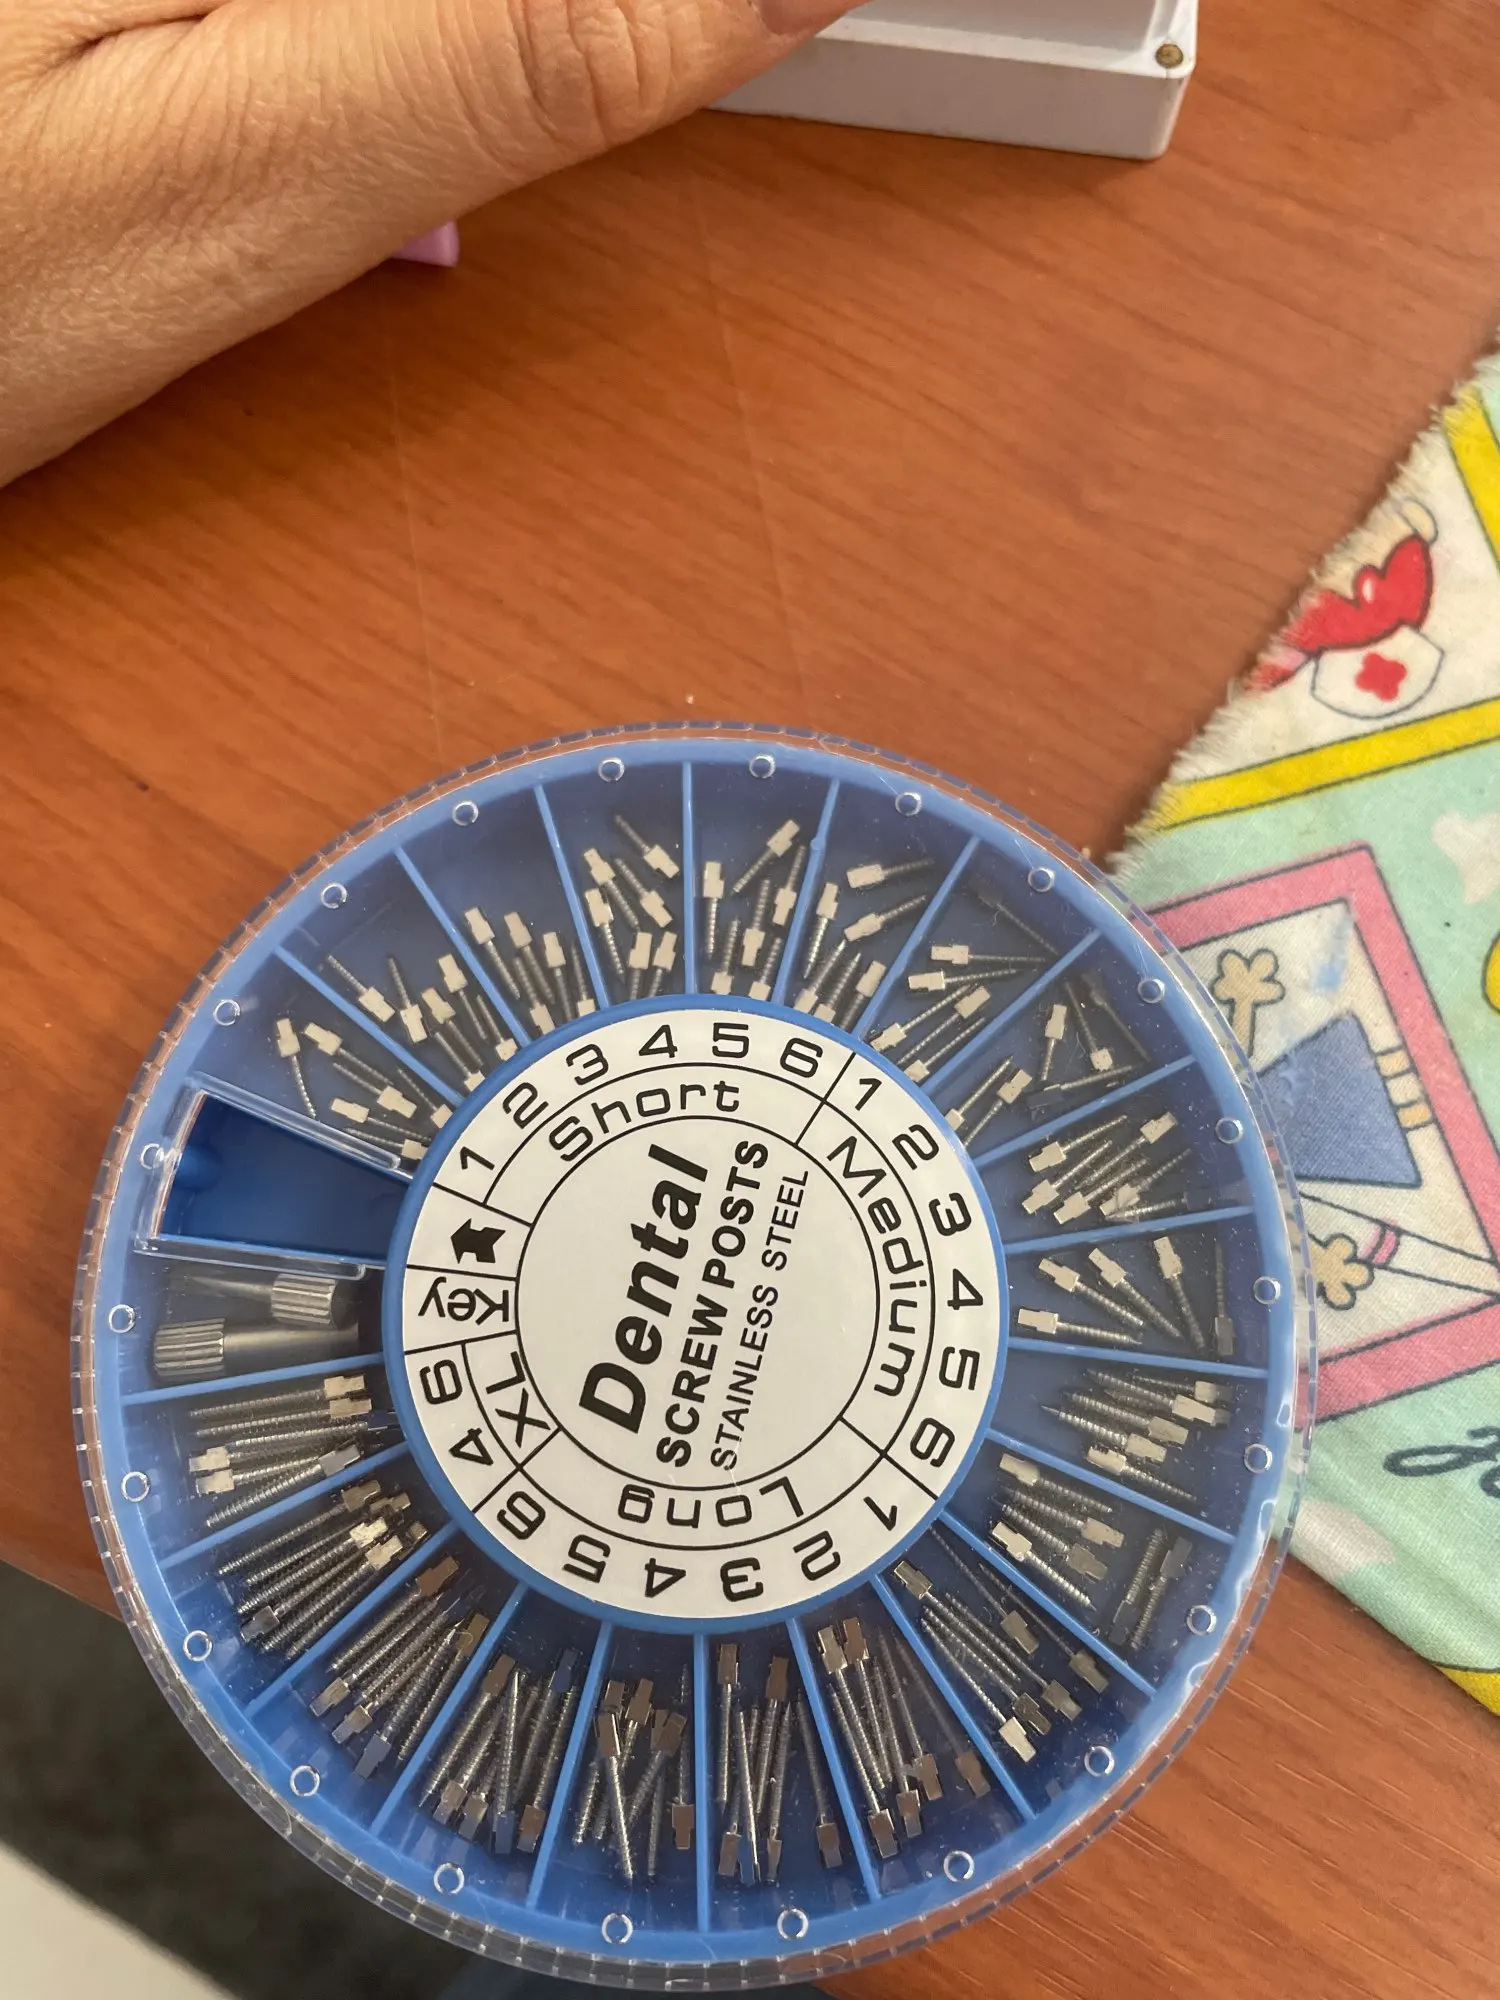 Dental
SCREW POSTS
STAINLESS STEEL
Short
1 2 3 4 5 6
Medium
1 2 3 4 5 6
Long
1 2 3 4 5 6
XL
4 6
Key